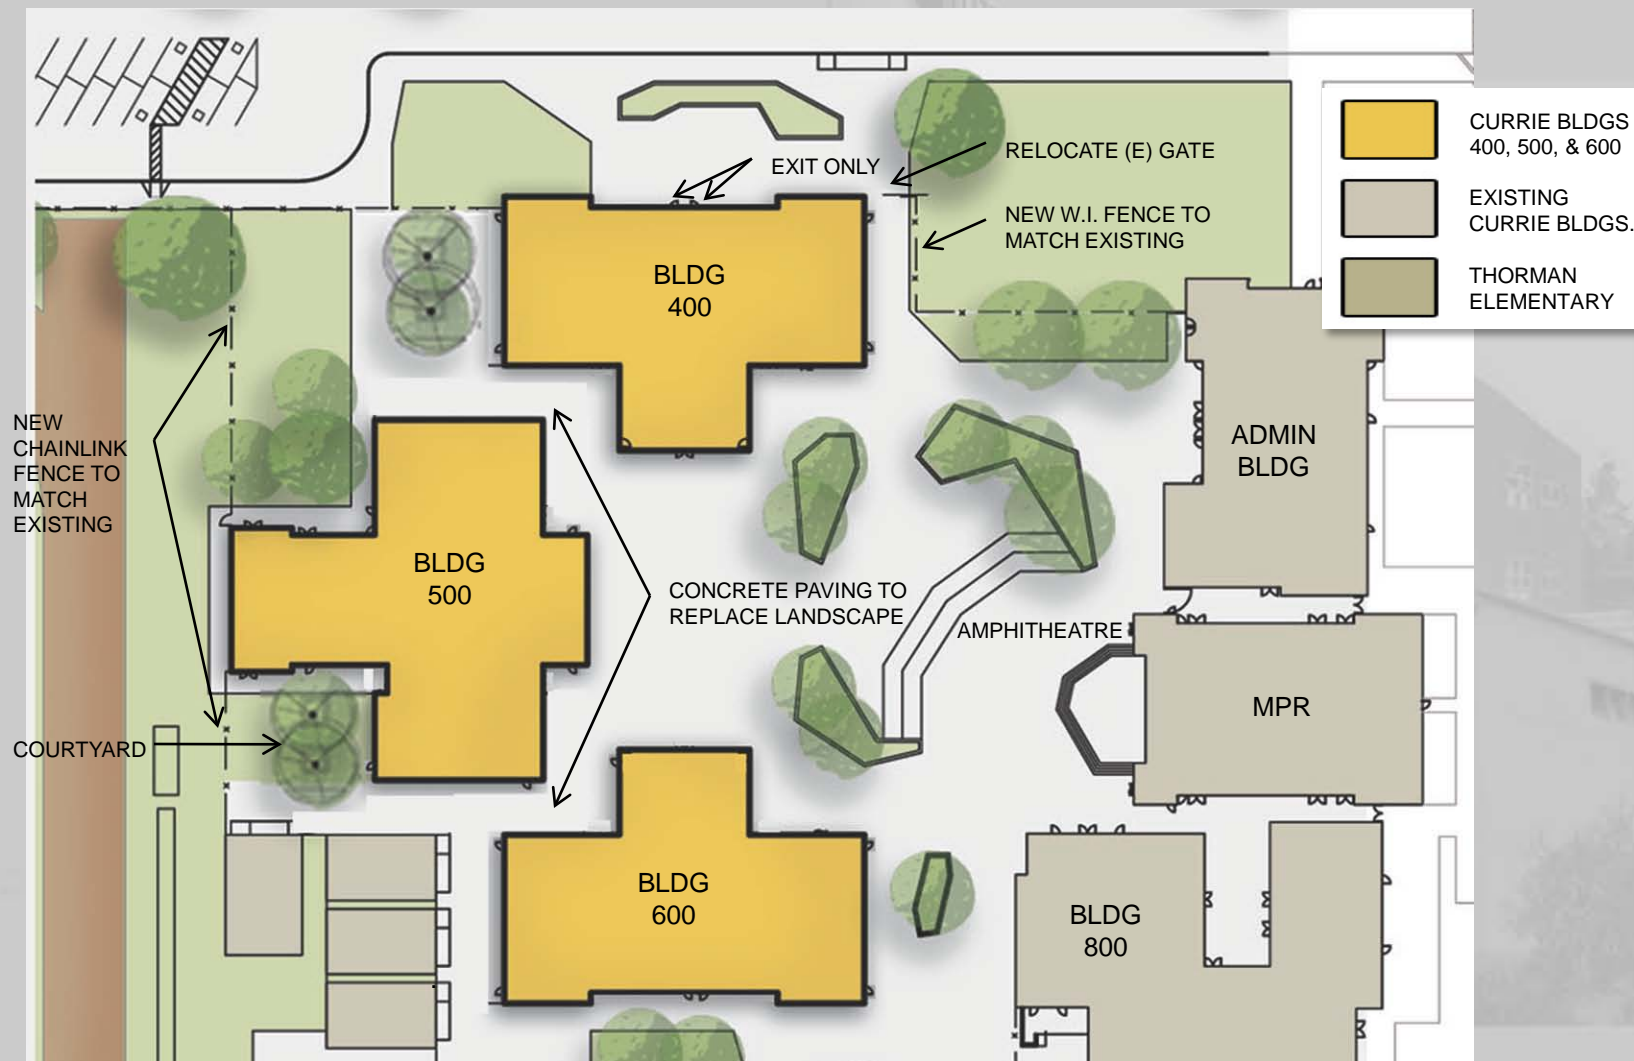 CURRIE BLDGS
400, 500, & 600
EXISTING
CURRIE BLDGS.
THORMAN
ELEMENTARY
EXIT ONLY
RELOCATE (E) GATE
NEW W.I. FENCE TO
MATCH EXISTING
BLDG
400
NEW
CHAINLINK
FENCE TO
MATCH
EXISTING
ADMIN
BLDG
BLDG
500
CONCRETE PAVING TO
REPLACE LANDSCAPE
AMPHITHEATRE
MPR
COURTYARD
BLDG
600
BLDG
800